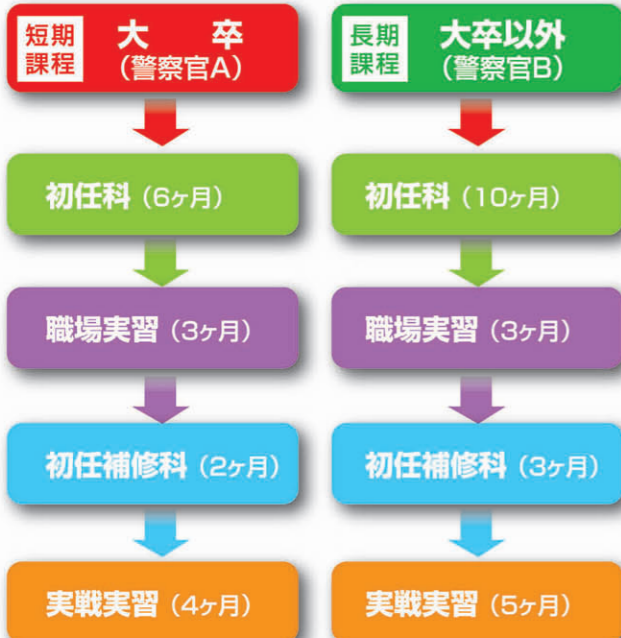 短期
課程
大 卒
(警察官A)
初任科 (6ヶ月)
職場実習 (3ヶ月)
初任補修科 (2ヶ月)
実戦実習 (4ヶ月)
長期
課程
大卒以外
(警察官B)
初任科 (10ヶ月)
職場実習 (3ヶ月)
初任補修科 (3ヶ月)
実戦実習 (5ヶ月)